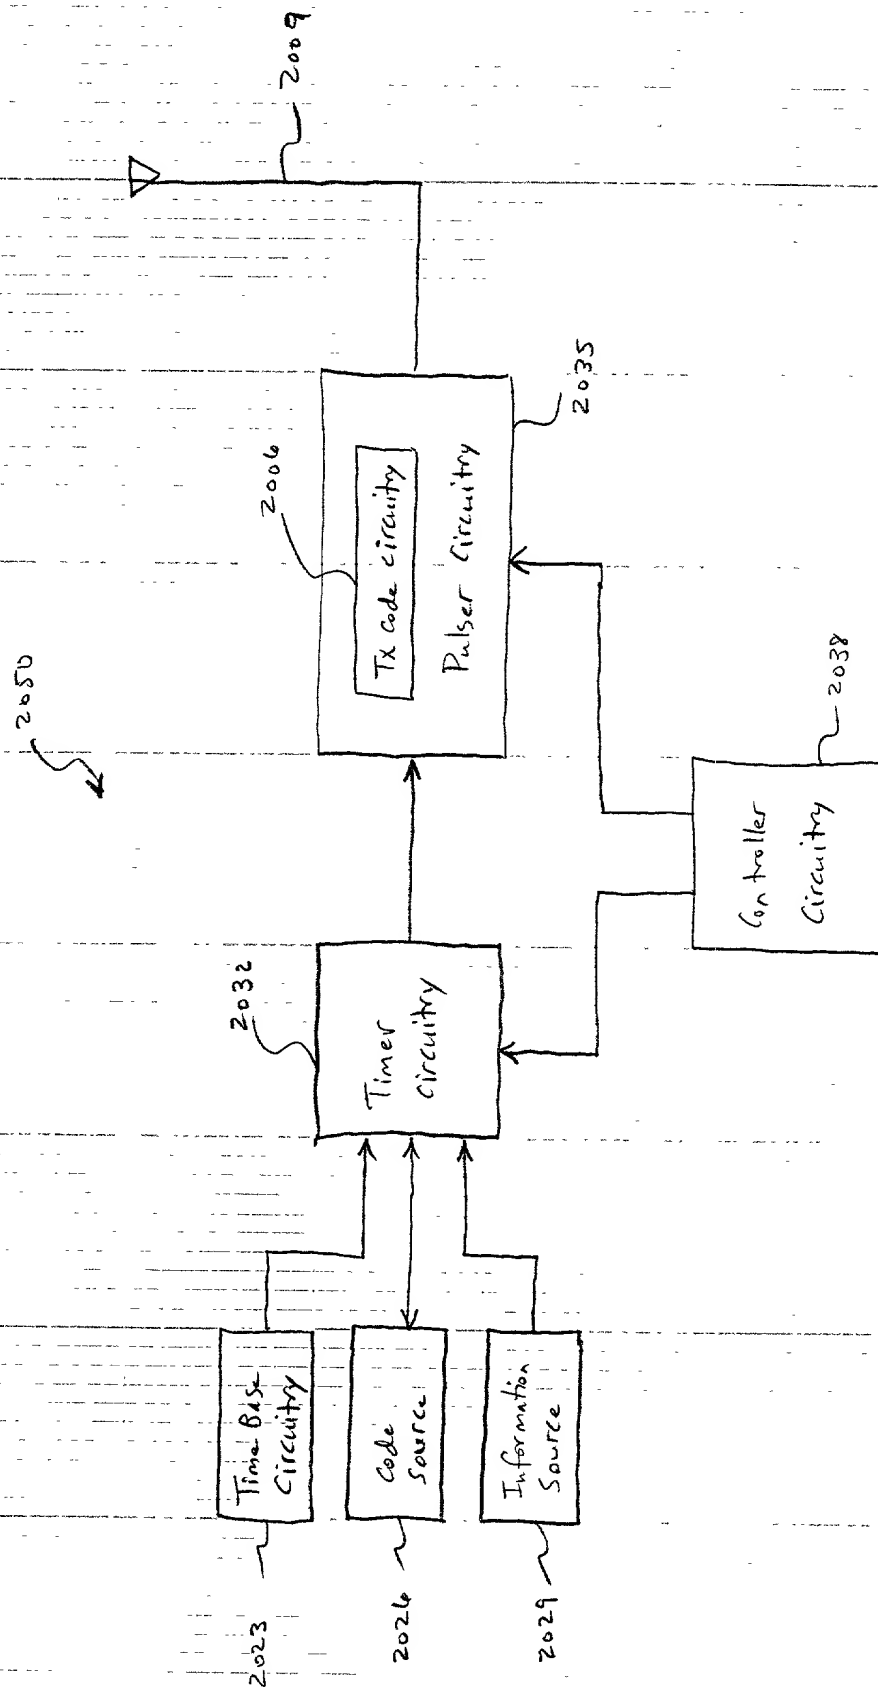 2050
2009
2023
Time Base
Circuitry
2026
Code
Source
2029
Information
Source
2032
Timer
Circuitry
2006
Tx code circuitry
Pulser Circuitry
2035
Controller
Circuitry
2038